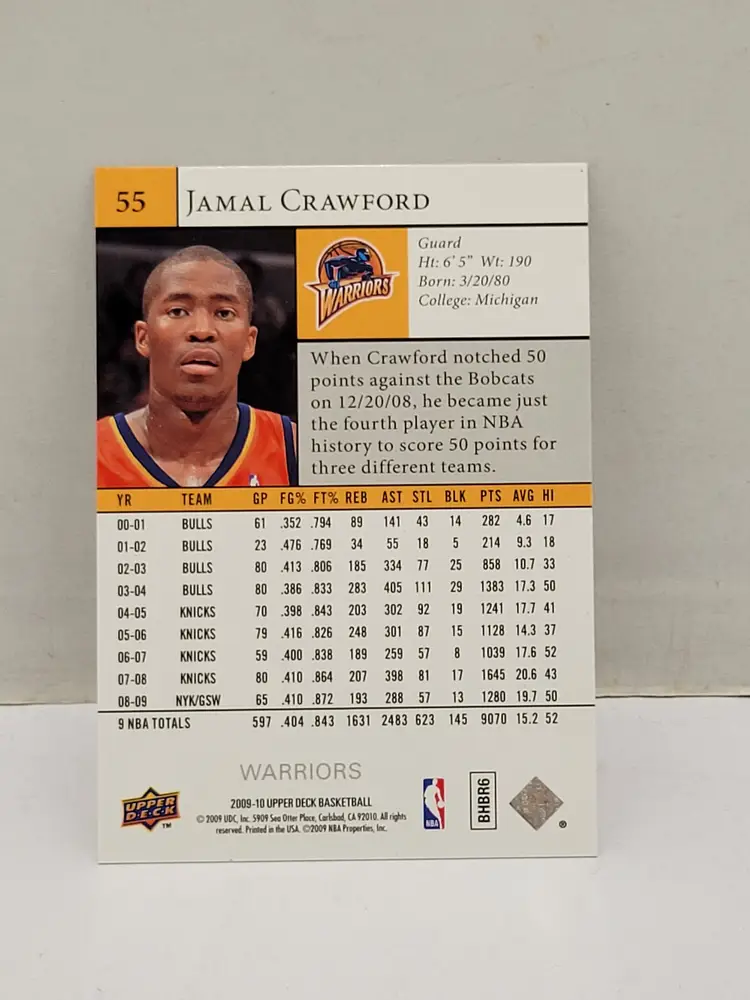 55 JAMAL CRAWFORD
WARRIORS
Guard
Ht: 6' 5" Wt: 190
Born: 3/20/80
College: Michigan
When Crawford notched 50
points against the Bobcats
on 12/20/08, he became just
the fourth player in NBA
history to score 50 points for
three different teams.
YR TEAM GP FG% FT% REB AST STL BLK PTS AVG HI
00-01 BULLS 61 .352 .794 89 141 43 14 282 4.6 17
01-02 BULLS 23 .476 .769 34 55 18 5 214 9.3 18
02-03 BULLS 80 .413 .806 185 334 77 25 858 10.7 33
03-04 BULLS 80 .386 .833 283 405 111 29 1383 17.3 50
04-05 KNICKS 70 .398 .843 203 302 92 19 1241 17.7 41
05-06 KNICKS 79 .416 .826 248 301 87 15 1128 14.3 37
06-07 KNICKS 59 .400 .838 189 259 57 8 1039 17.6 52
07-08 KNICKS 80 .410 .864 207 398 81 17 1645 20.6 43
08-09 NYK/GSW 65 .410 .872 193 288 57 13 1280 19.7 50
9 NBA TOTALS 597 .404 .843 1631 2483 623 145 9070 15.2 52
WARRIORS
UPPER DECK TM
2009-10 UPPER DECK BASKETBALL
© 2009 UDC, Inc. 5909 Sea Otter Place, Carlsbad, CA 92010. All rights
reserved. Printed in the USA. ©2009 NBA Properties, Inc.
NBA
BHBR6
®